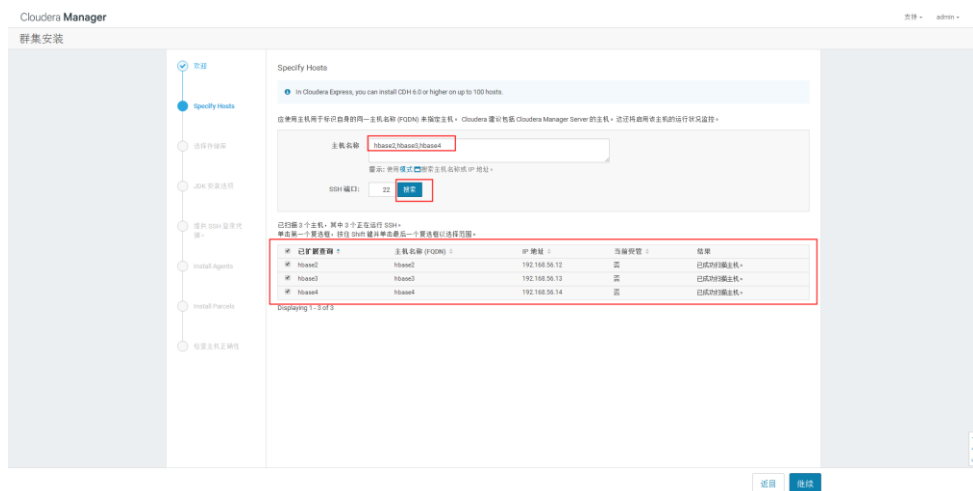 Cloudera Manager
支持 admin
群集安装
欢迎
Specify Hosts
选择存储库
JDK 安装选项
提供 SSH 登录凭据。
Install Agents
Install Parcels
检查主机正确性
Specify Hosts
In Cloudera Express, you can install CDH 6.0 or higher on up to 100 hosts.
应使用主机用于标识自身的同一主机名称 (FQDN) 来指定主机。 Cloudera 建议包括 Cloudera Manager Server 的主机。这还将启用该主机的运行状况监控。
主机名称 hbase2,hbase3,hbase4
提示: 使用模式搜索主机名称或 IP 地址。
SSH 端口: 22 搜索
已扫描 3 个主机，其中 3 个正在运行 SSH。
单击第一个复选框，按住 Shift 键并单击最后一个复选框以选择范围。
已扩展查询 主机名称 (FQDN) IP 地址 当前受管 结果
hbase2 hbase2 192.168.56.12 否 已成功扫描主机。
hbase3 hbase3 192.168.56.13 否 已成功扫描主机。
hbase4 hbase4 192.168.56.14 否 已成功扫描主机。
Displaying 1 - 3 of 3
返回 继续